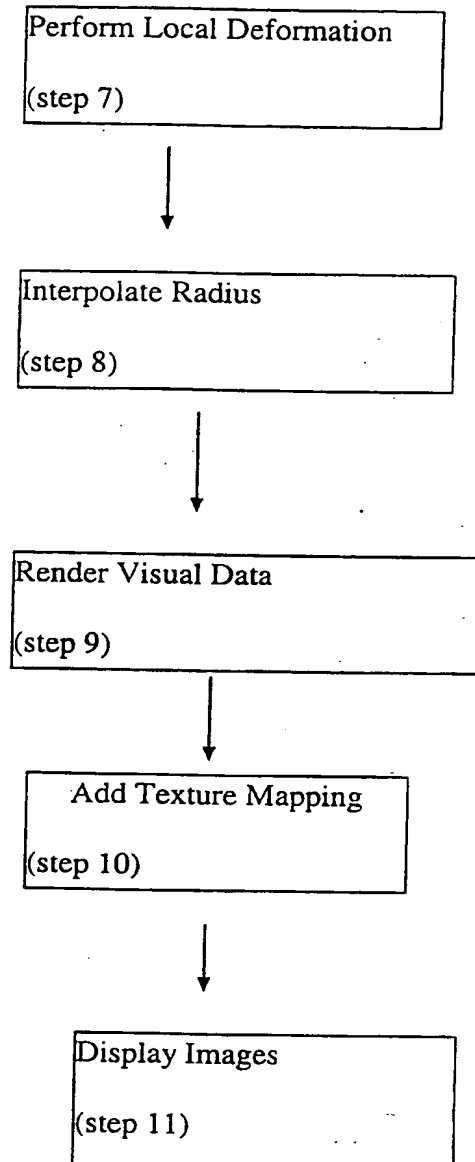 Perform Local Deformation
(step 7)
Interpolate Radius
(step 8)
Render Visual Data
(step 9)
Add Texture Mapping
(step 10)
Display Images
(step 11)